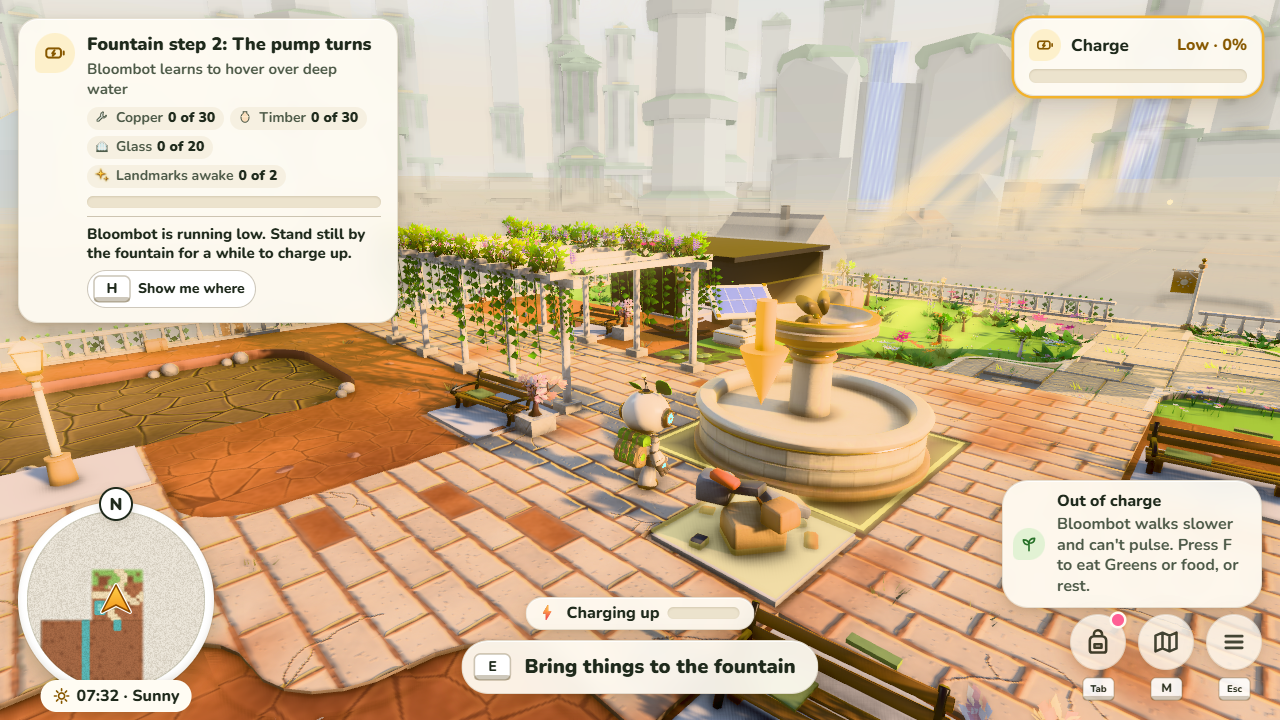 Fountain step 2: The pump turns
Bloombot learns to hover over deep
water
Copper 0 of 30
Timber 0 of 30
Glass 0 of 20
Landmarks awake 0 of 2
Bloombot is running low. Stand still by
the fountain for a while to charge up.
H Show me where
Charge Low · 0%
N
07:32 · Sunny
Charging up
E Bring things to the fountain
Out of charge
Bloombot walks slower
and can't pulse. Press F
to eat Greens or food, or
rest.
Tab
M
Esc